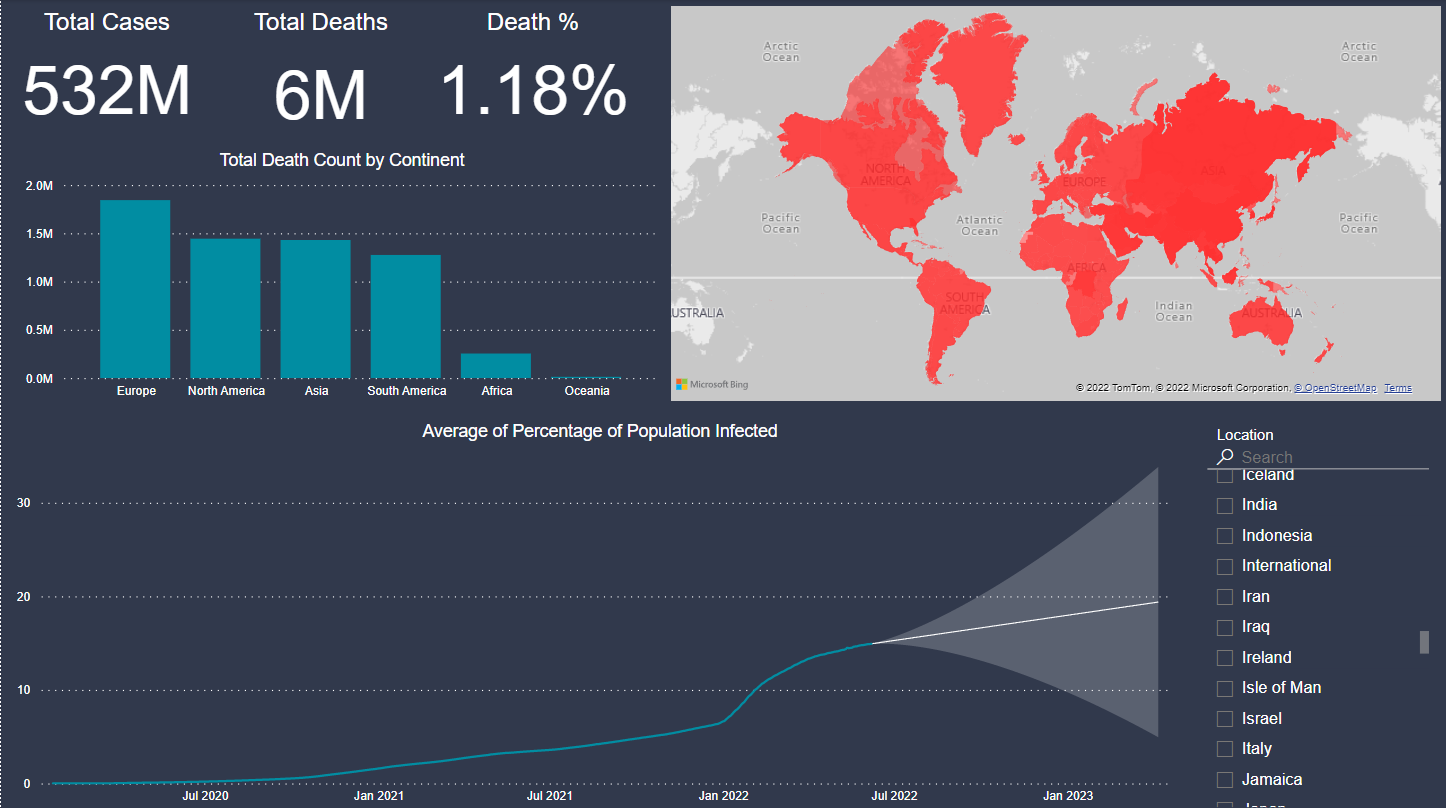 Total Cases
Total Deaths
Death %
532M
6M
1.18%
Total Death Count by Continent
2.0M
1.5M
1.0M
0.5M
0.0M
Europe
North America
Asia
South America
Africa
Oceania
Arctic
Ocean
Arctic
Ocean
NORTH
AMERICA
EUROPE
ASIA
Pacific
Ocean
Atlantic
Ocean
Pacific
Ocean
AFRICA
SOUTH
AMERICA
Indian
Ocean
USTRALIA
AUSTRALIA
Microsoft Bing
© 2022 TomTom, © 2022 Microsoft Corporation, © OpenStreetMap Terms
Average of Percentage of Population Infected
30
20
10
0
Jul 2020
Jan 2021
Jul 2021
Jan 2022
Jul 2022
Jan 2023
Location
Search
Iceland
India
Indonesia
International
Iran
Iraq
Ireland
Isle of Man
Israel
Italy
Jamaica